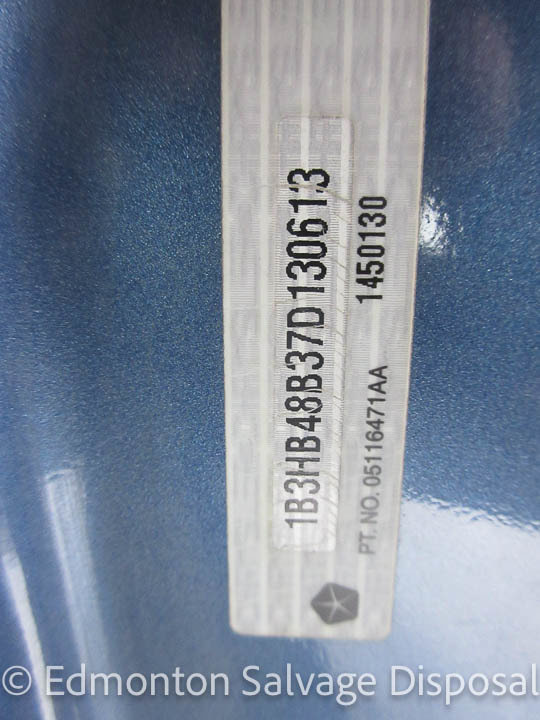 1B3HB48B37D130613
1450130
PT. NO. 05116471AA
© Edmonton Salvage Disposal